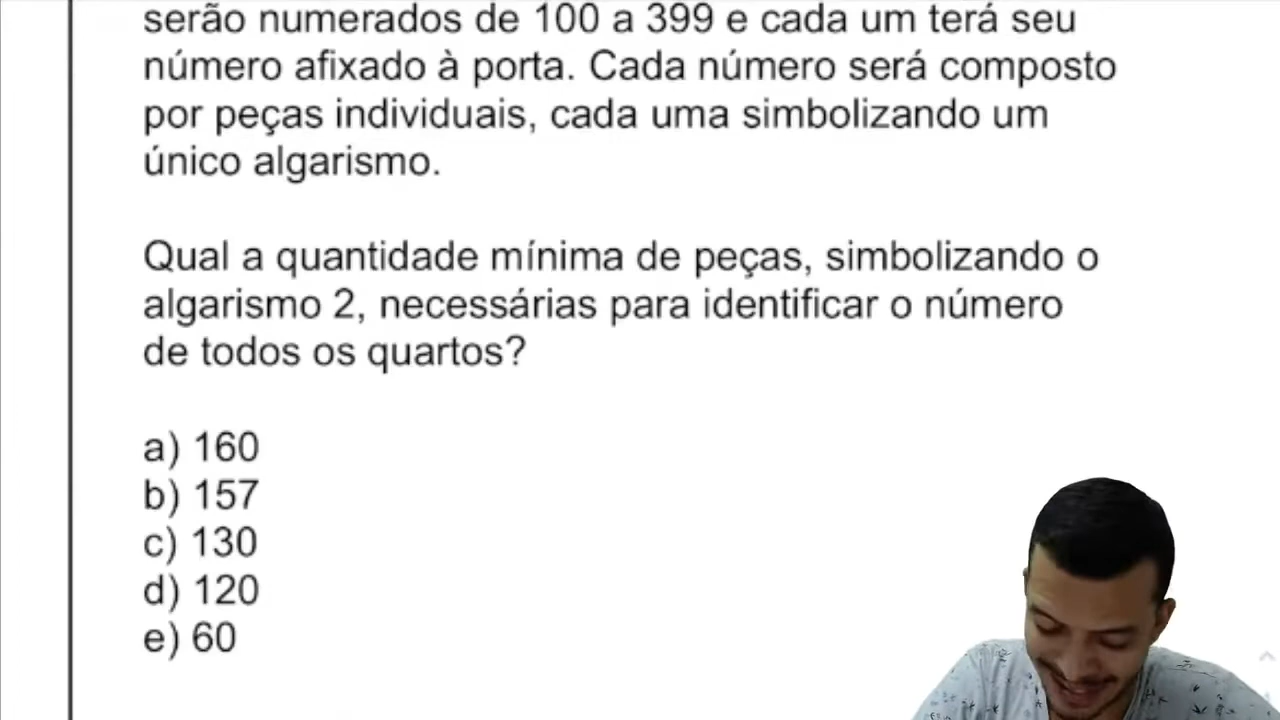 serão numerados de 100 a 399 e cada um terá seu
número afixado à porta. Cada número será composto
por peças individuais, cada uma simbolizando um
único algarismo.
Qual a quantidade mínima de peças, simbolizando o
algarismo 2, necessárias para identificar o número
de todos os quartos?
a) 160
b) 157
c) 130
d) 120
e) 60